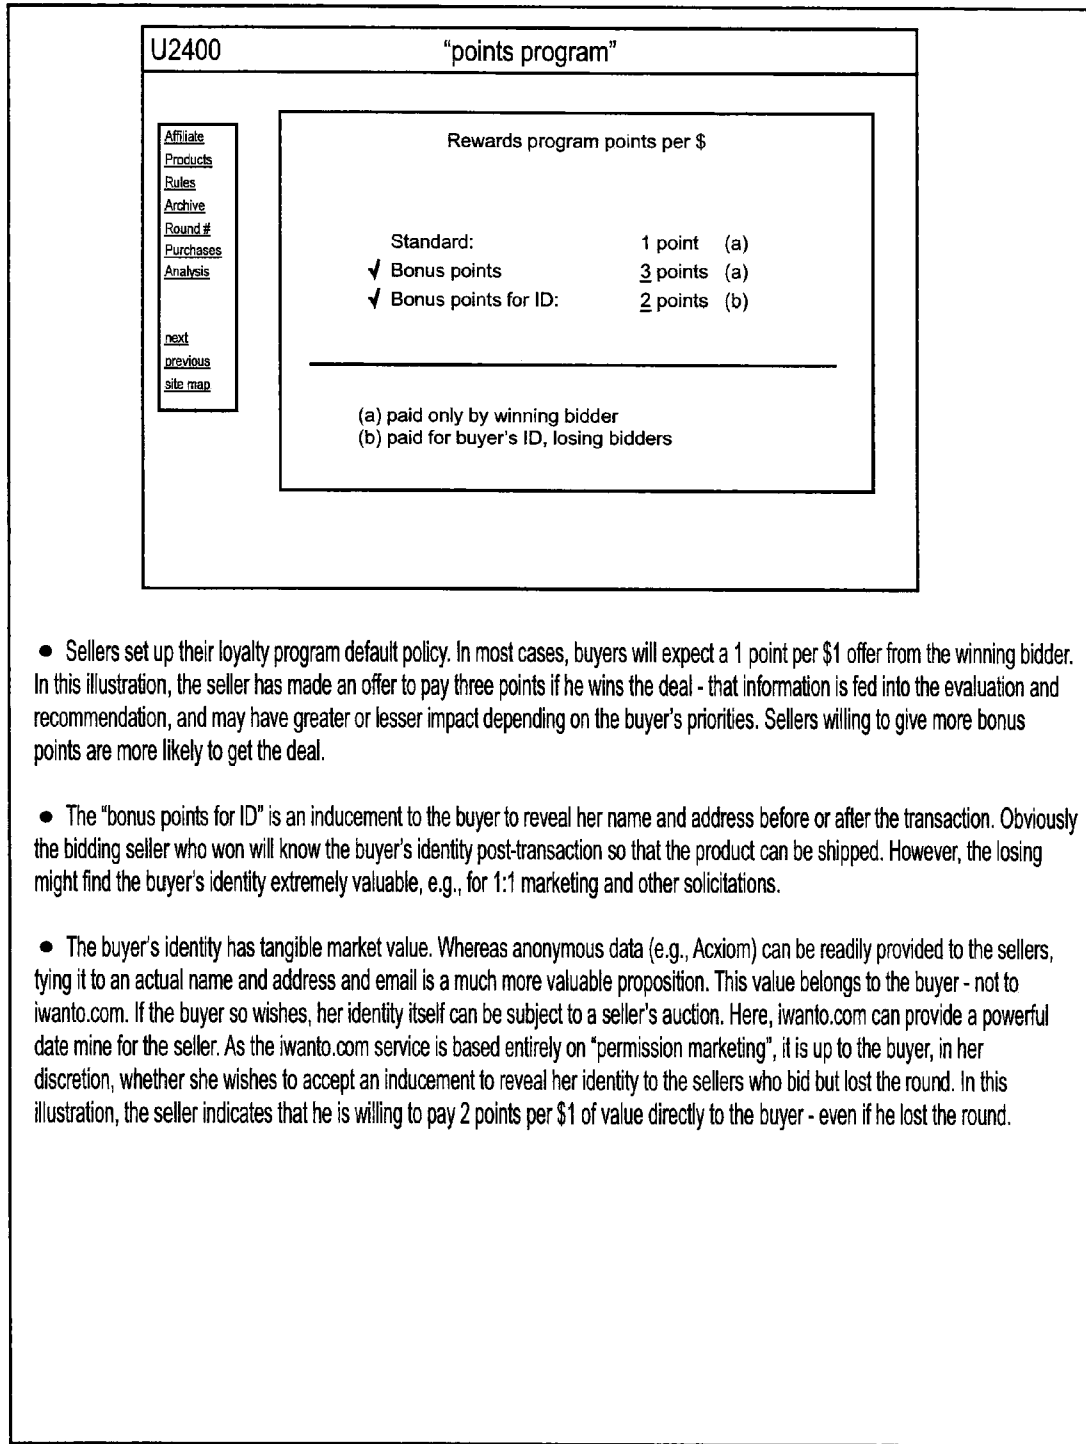 U2400 "points program"
Affiliate
Products
Rules
Archive
Round #
Purchases
Analysis
next
previous
site map
Rewards program points per $
Standard: 1 point (a)
✓ Bonus points 3 points (a)
✓ Bonus points for ID: 2 points (b)
(a) paid only by winning bidder
(b) paid for buyer's ID, losing bidders
● Sellers set up their loyalty program default policy. In most cases, buyers will expect a 1 point per $1 offer from the winning bidder.
In this illustration, the seller has made an offer to pay three points if he wins the deal - that information is fed into the evaluation and
recommendation, and may have greater or lesser impact depending on the buyer's priorities. Sellers willing to give more bonus
points are more likely to get the deal.
● The "bonus points for ID" is an inducement to the buyer to reveal her name and address before or after the transaction. Obviously
the bidding seller who won will know the buyer's identity post-transaction so that the product can be shipped. However, the losing
might find the buyer's identity extremely valuable, e.g., for 1:1 marketing and other solicitations.
● The buyer's identity has tangible market value. Whereas anonymous data (e.g., Acxiom) can be readily provided to the sellers,
tying it to an actual name and address and email is a much more valuable proposition. This value belongs to the buyer - not to
iwanto.com. If the buyer so wishes, her identity itself can be subject to a seller's auction. Here, iwanto.com can provide a powerful
date mine for the seller. As the iwanto.com service is based entirely on "permission marketing", it is up to the buyer, in her
discretion, whether she wishes to accept an inducement to reveal her identity to the sellers who bid but lost the round. In this
illustration, the seller indicates that he is willing to pay 2 points per $1 of value directly to the buyer - even if he lost the round.